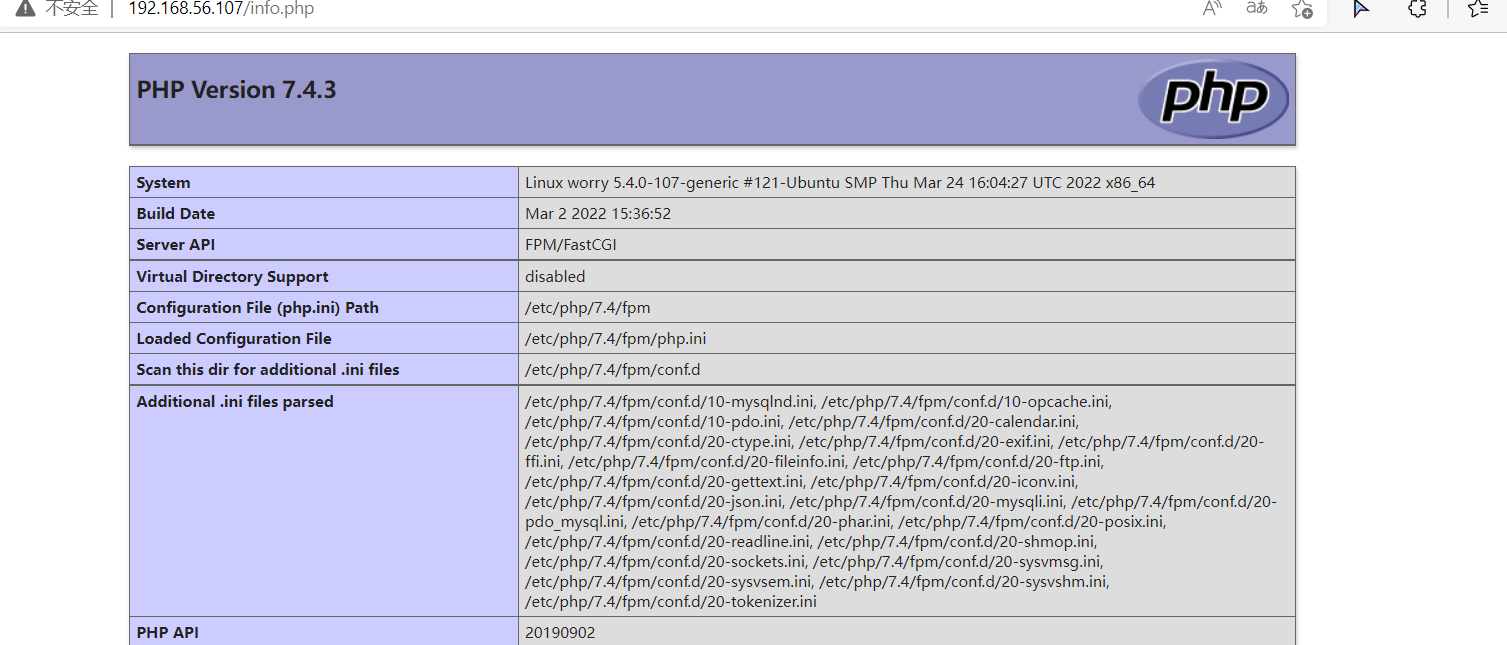 不安全 192.168.56.107/info.php A aあ
PHP Version 7.4.3 php
System Linux worry 5.4.0-107-generic #121-Ubuntu SMP Thu Mar 24 16:04:27 UTC 2022 x86_64
Build Date Mar 2 2022 15:36:52
Server API FPM/FastCGI
Virtual Directory Support disabled
Configuration File (php.ini) Path /etc/php/7.4/fpm
Loaded Configuration File /etc/php/7.4/fpm/php.ini
Scan this dir for additional .ini files /etc/php/7.4/fpm/conf.d
Additional .ini files parsed /etc/php/7.4/fpm/conf.d/10-mysqlnd.ini, /etc/php/7.4/fpm/conf.d/10-opcache.ini,
/etc/php/7.4/fpm/conf.d/10-pdo.ini, /etc/php/7.4/fpm/conf.d/20-calendar.ini,
/etc/php/7.4/fpm/conf.d/20-ctype.ini, /etc/php/7.4/fpm/conf.d/20-exif.ini, /etc/php/7.4/fpm/conf.d/20-
ffi.ini, /etc/php/7.4/fpm/conf.d/20-fileinfo.ini, /etc/php/7.4/fpm/conf.d/20-ftp.ini,
/etc/php/7.4/fpm/conf.d/20-gettext.ini, /etc/php/7.4/fpm/conf.d/20-iconv.ini,
/etc/php/7.4/fpm/conf.d/20-json.ini, /etc/php/7.4/fpm/conf.d/20-mysqli.ini, /etc/php/7.4/fpm/conf.d/20-
pdo_mysql.ini, /etc/php/7.4/fpm/conf.d/20-phar.ini, /etc/php/7.4/fpm/conf.d/20-posix.ini,
/etc/php/7.4/fpm/conf.d/20-readline.ini, /etc/php/7.4/fpm/conf.d/20-shmop.ini,
/etc/php/7.4/fpm/conf.d/20-sockets.ini, /etc/php/7.4/fpm/conf.d/20-sysvmsg.ini,
/etc/php/7.4/fpm/conf.d/20-sysvsem.ini, /etc/php/7.4/fpm/conf.d/20-sysvshm.ini,
/etc/php/7.4/fpm/conf.d/20-tokenizer.ini
PHP API 20190902